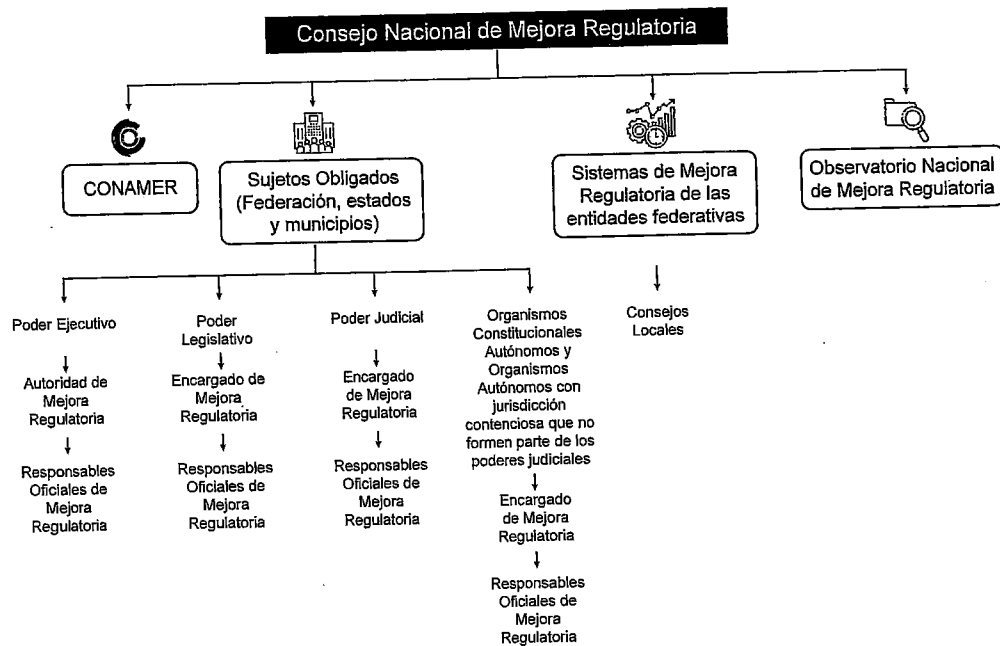 Consejo Nacional de Mejora Regulatoria
CONAMER
Sujetos Obligados
(Federación, estados
y municipios)
Sistemas de Mejora
Regulatoria de las
entidades federativas
Observatorio Nacional
de Mejora Regulatoria
Poder Ejecutivo
Autoridad de
Mejora
Regulatoria
Responsables
Oficiales de
Mejora
Regulatoria
Poder
Legislativo
Encargado de
Mejora
Regulatoria
Responsables
Oficiales de
Mejora
Regulatoria
Poder Judicial
Encargado
de Mejora
Regulatoria
Responsables
Oficiales de
Mejora
Regulatoria
Organismos
Constitucionales
Autónomos y
Organismos
Autónomos con
jurisdicción
contenciosa que no
formen parte de los
poderes judiciales
Encargado
de Mejora
Regulatoria
Responsables
Oficiales de
Mejora
Regulatoria
Consejos
Locales